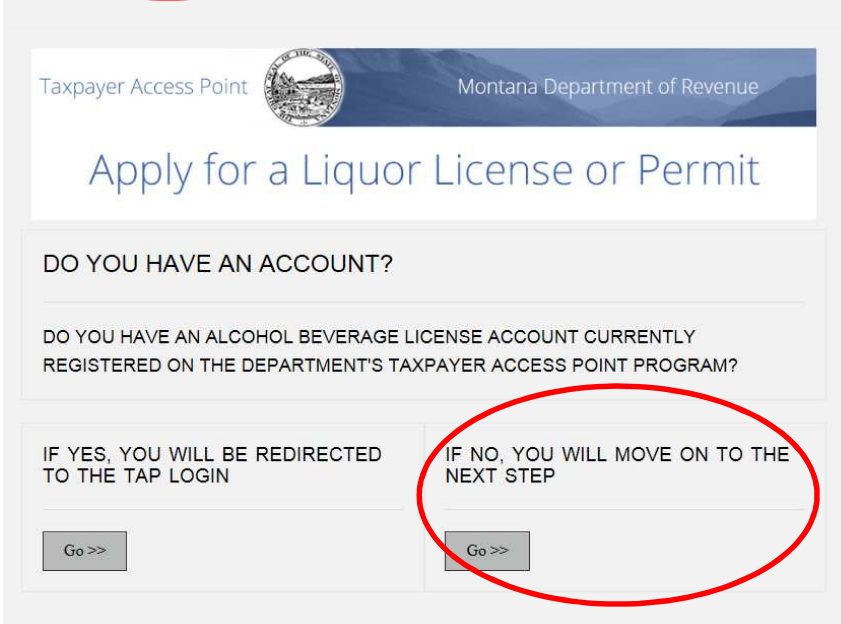 Taxpayer Access Point
Montana Department of Revenue
Apply for a Liquor License or Permit
DO YOU HAVE AN ACCOUNT?
DO YOU HAVE AN ALCOHOL BEVERAGE LICENSE ACCOUNT CURRENTLY
REGISTERED ON THE DEPARTMENT'S TAXPAYER ACCESS POINT PROGRAM?
IF YES, YOU WILL BE REDIRECTED
TO THE TAP LOGIN
Go >>
IF NO, YOU WILL MOVE ON TO THE
NEXT STEP
Go >>